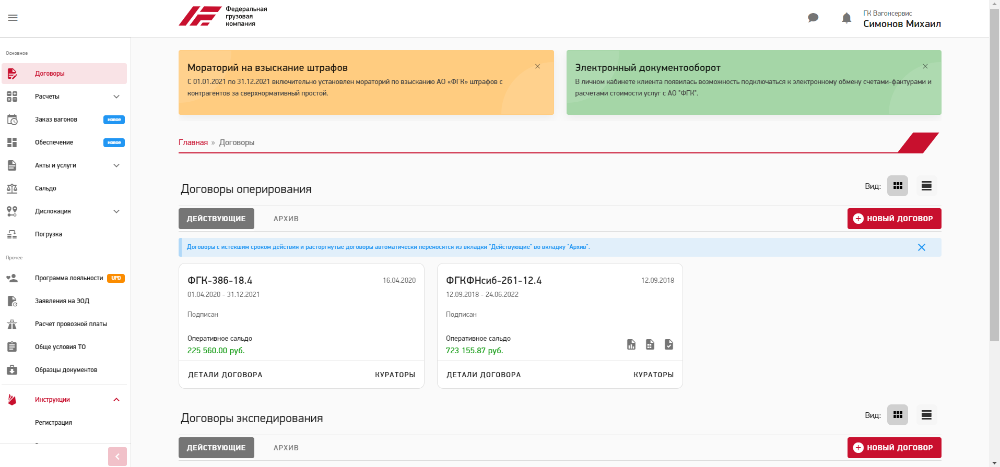 Федеральная
грузовая
компания
ГК Вагонсервис
Симонов Михаил
Основное
Договоры
Расчеты
Заказ вагонов
новое
Обеспечение
новое
Акты и услуги
Сальдо
Дислокация
Погрузка
Прочее
Программа лояльности
UPD
Заявления на ЭОД
Расчет провозной платы
Обще условия ТО
Образцы документов
Инструкции
Регистрация
Мораторий на взыскание штрафов
С 01.01.2021 по 31.12.2021 включительно установлен мораторий по взысканию АО «ФГК» штрафов с
контрагентов за сверхнормативный простой.
Электронный документооборот
В личном кабинете клиента появилась возможность подключаться к электронному обмену счетами-фактурами и
расчетами стоимости услуг с АО "ФГК".
Главная » Договоры
Договоры оперирования
Вид:
ДЕЙСТВУЮЩИЕ
АРХИВ
НОВЫЙ ДОГОВОР
Договоры с истекшим сроком действия и расторгнутые договоры автоматически переносятся из вкладки "Действующие" во вкладку "Архив".
ФГК-386-18.4
16.04.2020
01.04.2020 - 31.12.2021
Подписан
Оперативное сальдо
225 560.00 руб.
ДЕТАЛИ ДОГОВОРА
КУРАТОРЫ
ФГКФНсиб-261-12.4
12.09.2018
12.09.2018 - 24.06.2022
Подписан
Оперативное сальдо
723 155.87 руб.
ДЕТАЛИ ДОГОВОРА
КУРАТОРЫ
Договоры экспедирования
Вид:
ДЕЙСТВУЮЩИЕ
АРХИВ
НОВЫЙ ДОГОВОР